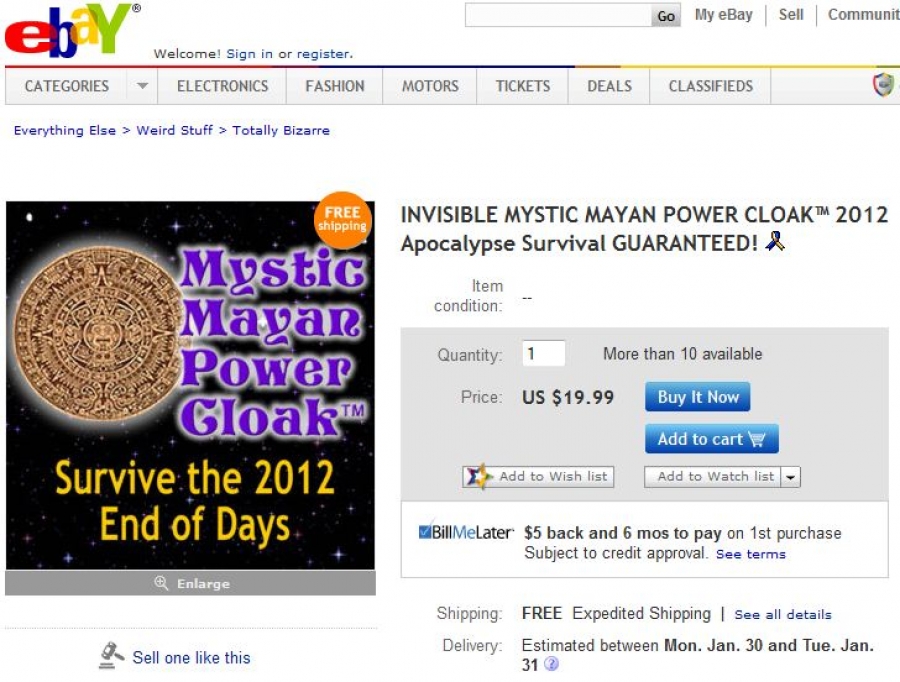 ebaY®
Go
My eBay
Sell
Welcome! Sign in or register.
CATEGORIES
ELECTRONICS
FASHION
MOTORS
TICKETS
DEALS
CLASSIFIEDS
Everything Else > Weird Stuff > Totally Bizarre
FREE
shipping
Mystic
Mayan
Power
Cloak™
Survive the 2012
End of Days
Enlarge
Sell one like this
INVISIBLE MYSTIC MAYAN POWER CLOAK™ 2012
Apocalypse Survival GUARANTEED!
Item
condition:
--
Quantity:
1
More than 10 available
Price:
US $19.99
Buy It Now
Add to cart
Add to Wish list
Add to Watch list
BillMeLater®
$5 back and 6 mos to pay on 1st purchase
Subject to credit approval. See terms
Shipping:
FREE Expedited Shipping | See all details
Delivery:
Estimated between Mon. Jan. 30 and Tue. Jan.
31 ?